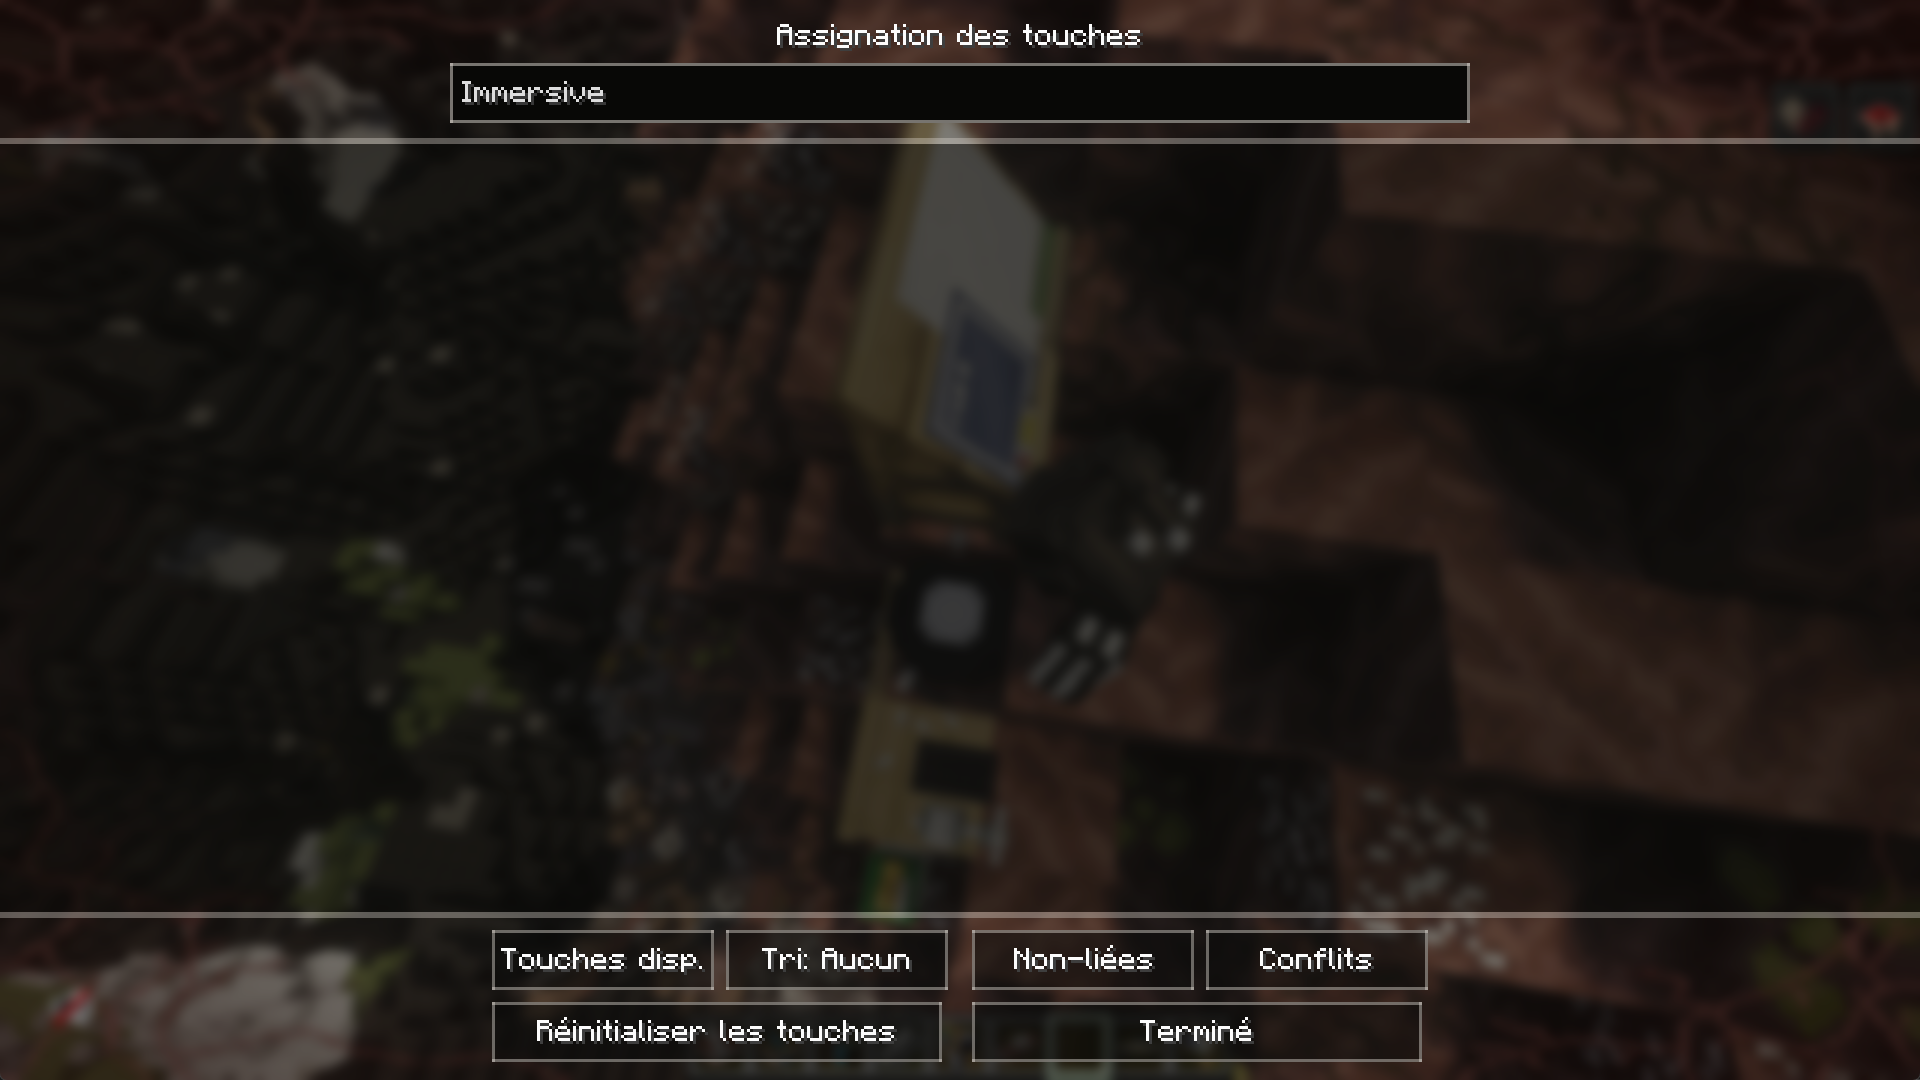 Assignation des touches
Immersive
Touches disp.
Tri: Aucun
Non-liées
Conflits
Réinitialiser les touches
Terminé